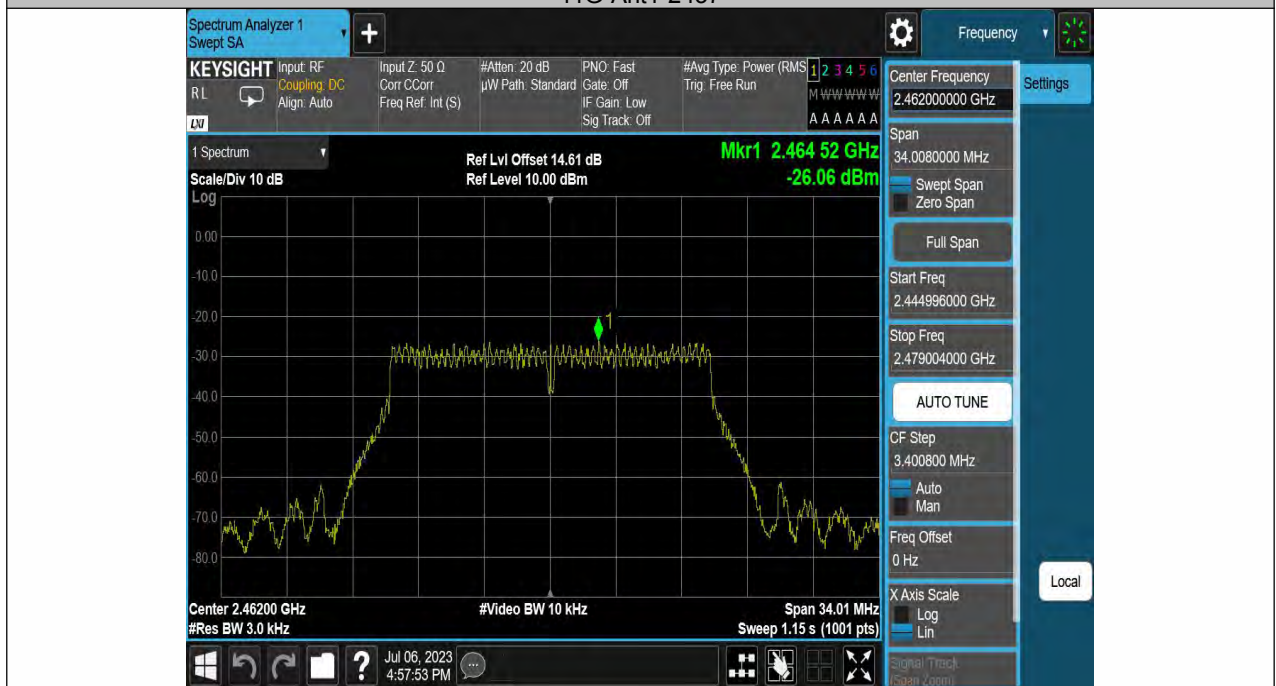 Spectrum Analyzer 1
Swept SA
+
Frequency
KEYSIGHT
RL
LXI
Input: RF
Coupling: DC
Align: Auto
Input Z: 50 Ω
Corr CCorr
Freq Ref: Int (S)
#Atten: 20 dB
µW Path: Standard
PNO: Fast
Gate: Off
IF Gain: Low
Sig Track: Off
#Avg Type: Power (RMS
Trig: Free Run
1 2 3 4 5 6
M W W W W W
A A A A A A
1 Spectrum
Scale/Div 10 dB
Ref Lvl Offset 14.61 dB
Ref Level 10.00 dBm
Mkr1 2.464 52 GHz
-26.06 dBm
Log
0.00
-10.0
-20.0
-30.0
-40.0
-50.0
-60.0
-70.0
-80.0
1
Center 2.46200 GHz
#Res BW 3.0 kHz
#Video BW 10 kHz
Span 34.01 MHz
Sweep 1.15 s (1001 pts)
Center Frequency
2.462000000 GHz
Settings
Span
34.0080000 MHz
Swept Span
Zero Span
Full Span
Start Freq
2.444996000 GHz
Stop Freq
2.479004000 GHz
AUTO TUNE
CF Step
3.400800 MHz
Auto
Man
Freq Offset
0 Hz
X Axis Scale
Log
Lin
Signal Track
(Span Zoom)
Local
?
Jul 06, 2023
4:57:53 PM